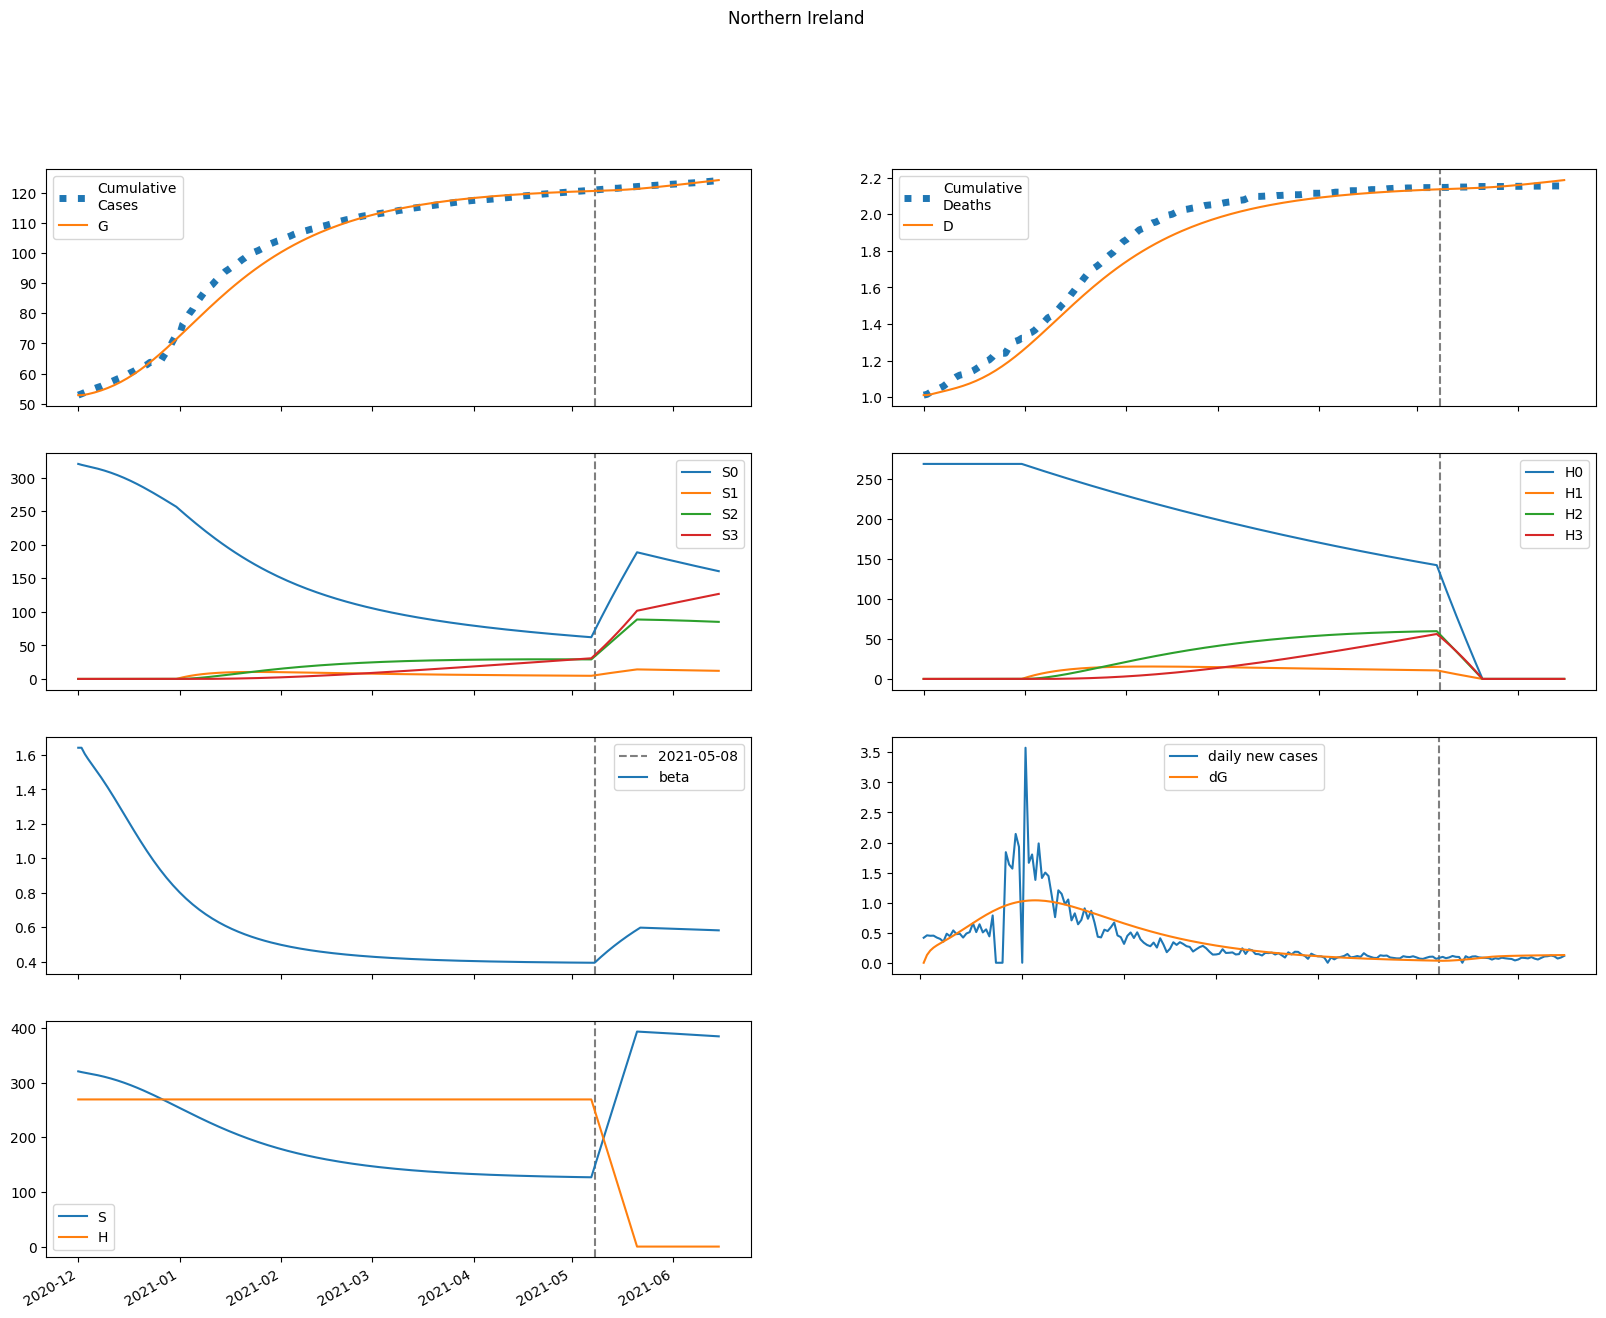 Northern Ireland
Cumulative
Cases
G
120
110
100
90
80
70
60
50
Cumulative
Deaths
D
2.2
2.0
1.8
1.6
1.4
1.2
1.0
S0
S1
S2
S3
300
250
200
150
100
50
0
H0
H1
H2
H3
250
200
150
100
50
0
2021-05-08
beta
1.6
1.4
1.2
1.0
0.8
0.6
0.4
daily new cases
dG
3.5
3.0
2.5
2.0
1.5
1.0
0.5
0.0
400
300
200
100
0
S
H
2020-12
2021-01
2021-02
2021-03
2021-04
2021-05
2021-06